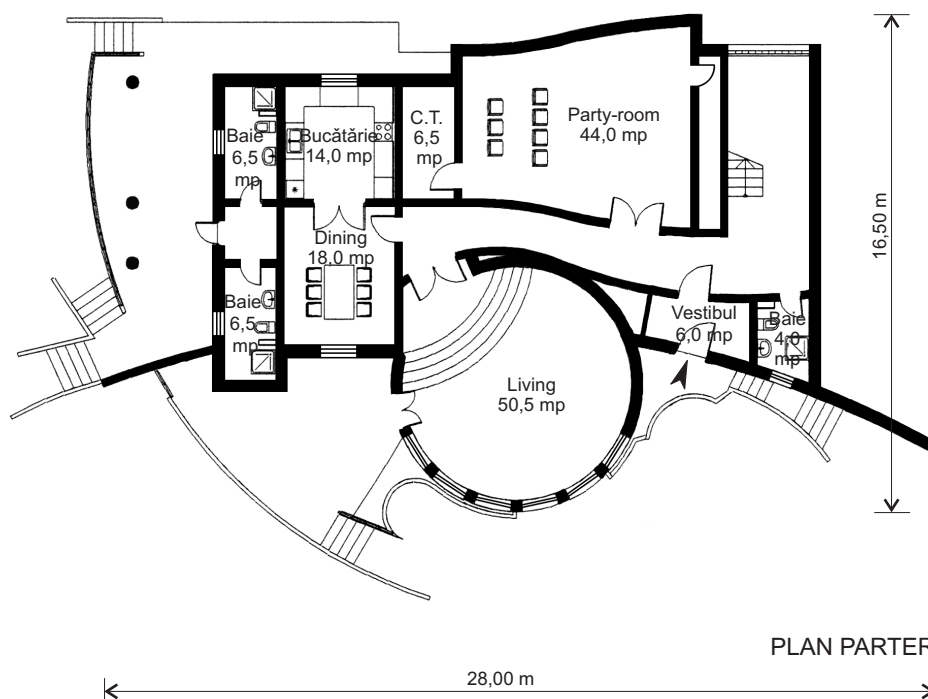 Party-room
44,0 mp
C.T.
6,5
mp
Baie
6,5
mp
Bucătărie
14,0 mp
Dining
18,0 mp
Baie
6,5
mp
Vestibul
6,0 mp
Baie
4,0
mp
Living
50,5 mp
16,50 m
PLAN PARTER
28,00 m